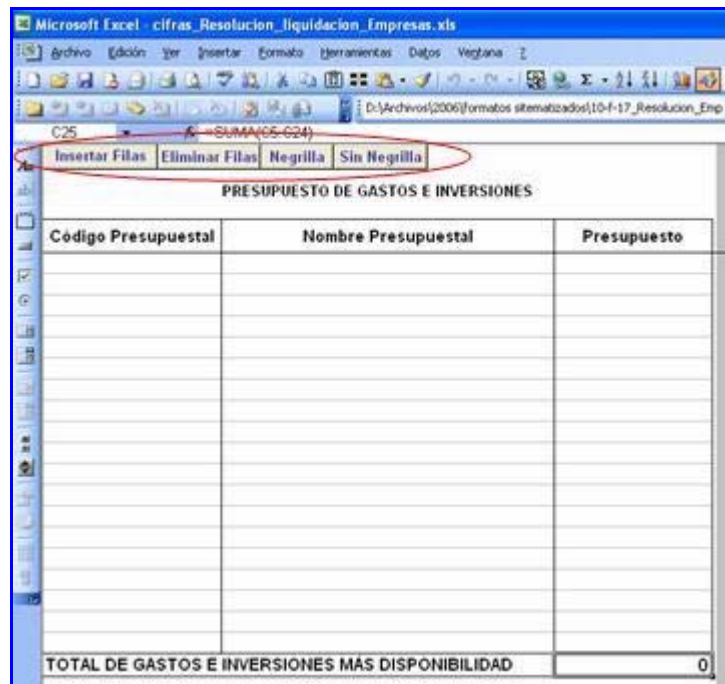 Microsoft Excel - cifras_Resolucion_liquidacion_Empresas.xls
Archivo Edición Ver Insertar Formato Herramientas Datos Ventana ?
D:\Archivos\2006\formatos sitematizados\10-f-17_Resolucion_Emp
C25 fx =SUMA(C5:C24)
Insertar Filas Eliminar Filas Negrilla Sin Negrilla
PRESUPUESTO DE GASTOS E INVERSIONES
Código Presupuestal Nombre Presupuestal Presupuesto
TOTAL DE GASTOS E INVERSIONES MÁS DISPONIBILIDAD 0